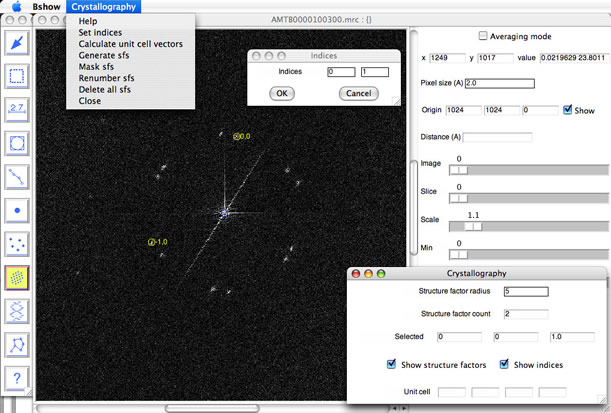 Bshow Crystallography
AMTB0000100300.mrc : {}
Help
Set indices
Calculate unit cell vectors
Generate sfs
Mask sfs
Renumber sfs
Delete all sfs
Close
Indices
Indices 0 1
OK Cancel
Averaging mode
x 1249 y 1017 value 0.0219629 23.8011
Pixel size (A) 2.0
Origin 1024 1024 0 Show
Distance (A)
Image 0
Slice 0
Scale 1.1
Min 0
2.7
?
0,0
-1,0
Crystallography
Structure factor radius 5
Structure factor count 2
Selected 0 0 1.0
Show structure factors Show indices
Unit cell